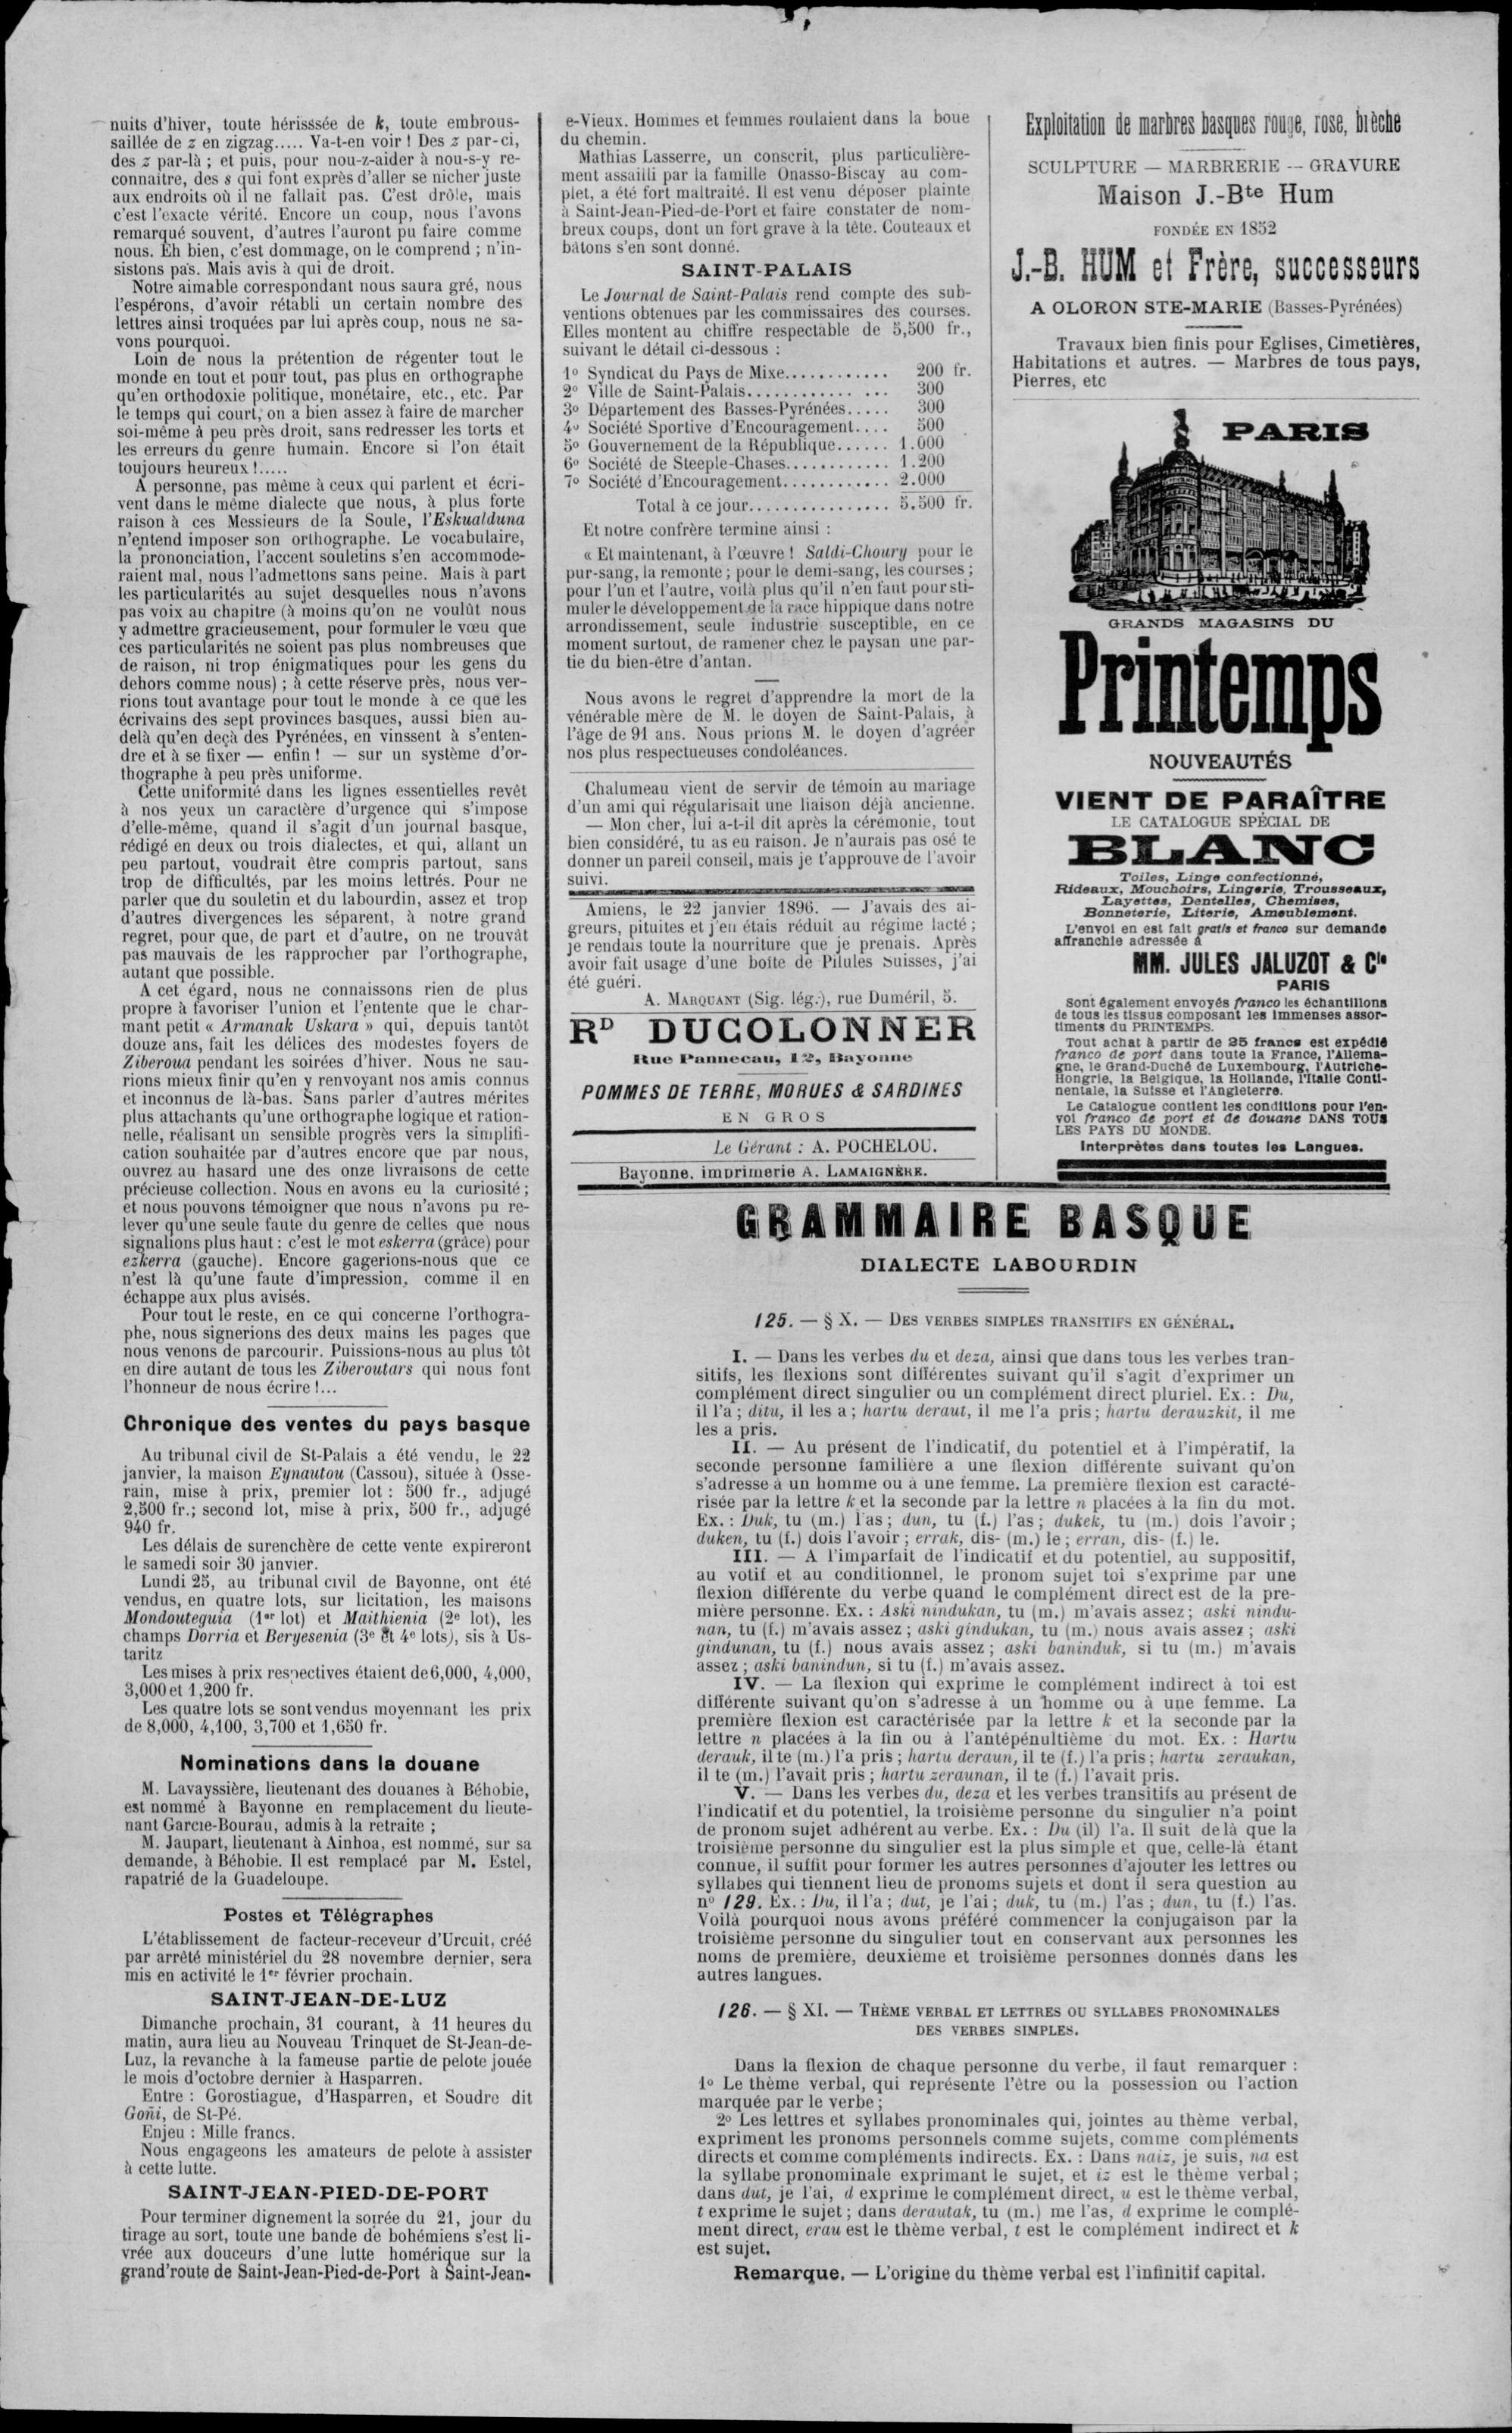 nuits d'hiver, toute hérisssée de k, toute embrous-
saillée de z en zigzag..... Va-t-en voir ! Des z par-ci,
des z par-là ; et puis, pour nou-z-aider à nou-s-y re-
connaitre, des s qui font exprès d'aller se nicher juste
aux endroits où il ne fallait pas. C'est drôle, mais
c'est l'exacte vérité. Encore un coup, nous l'avons
remarqué souvent, d'autres l'auront pu faire comme
nous. Eh bien, c'est dommage, on le comprend ; n'in-
sistons pas. Mais avis à qui de droit.
Notre aimable correspondant nous saura gré, nous
l'espérons, d'avoir rétabli un certain nombre des
lettres ainsi troquées par lui après coup, nous ne sa-
vons pourquoi.
Loin de nous la prétention de régenter tout le
monde en tout et pour tout, pas plus en orthographe
qu'en orthodoxie politique, monétaire, etc., etc. Par
le temps qui court, on a bien assez à faire de marcher
soi-même à peu près droit, sans redresser les torts et
les erreurs du genre humain. Encore si l'on était
toujours heureux !.....
A personne, pas même à ceux qui parlent et écri-
vent dans le même dialecte que nous, à plus forte
raison à ces Messieurs de la Soule, l'Eskualduna
n'entend imposer son orthographe. Le vocabulaire,
la prononciation, l'accent souletins s'en accommode-
raient mal, nous l'admettons sans peine. Mais à part
les particularités au sujet desquelles nous n'avons
pas voix au chapitre (à moins qu'on ne voulût nous
y admettre gracieusement, pour formuler le vœu que
ces particularités ne soient pas plus nombreuses que
de raison, ni trop énigmatiques pour les gens du
dehors comme nous) ; à cette réserve près, nous ver-
rions tout avantage pour tout le monde à ce que les
écrivains des sept provinces basques, aussi bien au-
delà qu'en deçà des Pyrénées, en vinssent à s'enten-
dre et à se fixer — enfin ! — sur un système d'or-
thographe à peu près uniforme.
Cette uniformité dans les lignes essentielles revêt
à nos yeux un caractère d'urgence qui s'impose
d'elle-même, quand il s'agit d'un journal basque,
rédigé en deux ou trois dialectes, et qui, allant un
peu partout, voudrait être compris partout, sans
trop de difficultés, par les moins lettrés. Pour ne
parler que du souletin et du labourdin, assez et trop
d'autres divergences les séparent, à notre grand
regret, pour que, de part et d'autre, on ne trouvât
pas mauvais de les rapprocher par l'orthographe,
autant que possible.
A cet égard, nous ne connaissons rien de plus
propre à favoriser l'union et l'entente que le char-
mant petit « Armanak Uskara » qui, depuis tantôt
douze ans, fait les délices des modestes foyers de
Ziberoua pendant les soirées d'hiver. Nous ne sau-
rions mieux finir qu'en y renvoyant nos amis connus
et inconnus de là-bas. Sans parler d'autres mérites
plus attachants qu'une orthographe logique et ration-
nelle, réalisant un sensible progrès vers la simplifi-
cation souhaitée par d'autres encore que par nous,
ouvrez au hasard une des onze livraisons de cette
précieuse collection. Nous en avons eu la curiosité ;
et nous pouvons témoigner que nous n'avons pu re-
lever qu'une seule faute du genre de celles que nous
signalions plus haut : c'est le mot eskerra (grâce) pour
ezkerra (gauche). Encore gagerions-nous que ce
n'est là qu'une faute d'impression, comme il en
échappe aux plus avisés.
Pour tout le reste, en ce qui concerne l'orthogra-
phe, nous signerions des deux mains les pages que
nous venons de parcourir. Puissions-nous au plus tôt
en dire autant de tous les Ziberoutars qui nous font
l'honneur de nous écrire !...
Chronique des ventes du pays basque
Au tribunal civil de St-Palais a été vendu, le 22
janvier, la maison Eynautou (Cassou), située à Osse-
rain, mise à prix, premier lot : 500 fr., adjugé
2,500 fr.; second lot, mise à prix, 500 fr., adjugé
940 fr.
Les délais de surenchère de cette vente expireront
le samedi soir 30 janvier.
Lundi 25, au tribunal civil de Bayonne, ont été
vendus, en quatre lots, sur licitation, les maisons
Mondouteguia (1er lot) et Maithienia (2e lot), les
champs Dorria et Beryesenia (3e et 4e lots), sis à Us-
taritz
Les mises à prix respectives étaient de 6,000, 4,000,
3,000 et 1,200 fr.
Les quatre lots se sont vendus moyennant les prix
de 8,000, 4,100, 3,700 et 1,650 fr.
Nominations dans la douane
M. Lavayssière, lieutenant des douanes à Béhobie,
est nommé à Bayonne en remplacement du lieute-
nant Garcie-Bourau, admis à la retraite ;
M. Jaupart, lieutenant à Ainhoa, est nommé, sur sa
demande, à Béhobie. Il est remplacé par M. Estel,
rapatrié de la Guadeloupe.
Postes et Télégraphes
L'établissement de facteur-receveur d'Urcuit, créé
par arrêté ministériel du 28 novembre dernier, sera
mis en activité le 1er février prochain.
SAINT-JEAN-DE-LUZ
Dimanche prochain, 31 courant, à 11 heures du
matin, aura lieu au Nouveau Trinquet de St-Jean-de-
Luz, la revanche à la fameuse partie de pelote jouée
le mois d'octobre dernier à Hasparren.
Entre : Gorostiague, d'Hasparren, et Soudre dit
Goñi, de St-Pé.
Enjeu : Mille francs.
Nous engageons les amateurs de pelote à assister
à cette lutte.
SAINT-JEAN-PIED-DE-PORT
Pour terminer dignement la soirée du 21, jour du
tirage au sort, toute une bande de bohémiens s'est li-
vrée aux douceurs d'une lutte homérique sur la
grand'route de Saint-Jean-Pied-de-Port à Saint-Jean-
e-Vieux. Hommes et femmes roulaient dans la boue
du chemin.
Mathias Lasserre, un conscrit, plus particulière-
ment assailli par la famille Onasso-Biscay au com-
plet, a été fort maltraité. Il est venu déposer plainte
à Saint-Jean-Pied-de-Port et faire constater de nom-
breux coups, dont un fort grave à la tête. Couteaux et
bâtons s'en sont donné.
SAINT-PALAIS
Le Journal de Saint-Palais rend compte des sub-
ventions obtenues par les commissaires des courses.
Elles montent au chiffre respectable de 5,500 fr.,
suivant le détail ci-dessous :
1o Syndicat du Pays de Mixe............ 200 fr.
2o Ville de Saint-Palais............ ... 300
3o Département des Basses-Pyrénées..... 300
4o Société Sportive d'Encouragement.... 500
5o Gouvernement de la République...... 1.000
6o Société de Steeple-Chases............ 1.200
7o Société d'Encouragement............ 2.000
Total à ce jour................ 5.500 fr.
Et notre confrère termine ainsi :
« Et maintenant, à l'œuvre ! Saldi-Choury pour le
pur-sang, la remonte ; pour le demi-sang, les courses ;
pour l'un et l'autre, voilà plus qu'il n'en faut pour sti-
muler le développement de la race hippique dans notre
arrondissement, seule industrie susceptible, en ce
moment surtout, de ramener chez le paysan une par-
tie du bien-être d'antan.
Nous avons le regret d'apprendre la mort de la
vénérable mère de M. le doyen de Saint-Palais, à
l'âge de 91 ans. Nous prions M. le doyen d'agréer
nos plus respectueuses condoléances.
Chalumeau vient de servir de témoin au mariage
d'un ami qui régularisait une liaison déjà ancienne.
— Mon cher, lui a-t-il dit après la cérémonie, tout
bien considéré, tu as eu raison. Je n'aurais pas osé te
donner un pareil conseil, mais je t'approuve de l'avoir
suivi.
Amiens, le 22 janvier 1896. — J'avais des ai-
greurs, pituites et j'en étais réduit au régime lacté ;
je rendais toute la nourriture que je prenais. Après
avoir fait usage d'une boîte de Pilules Suisses, j'ai
été guéri.
A. MARQUANT (Sig. lég.), rue Duméril, 5.
RD DUCOLONNER
Rue Pannecau, 12, Bayonne
POMMES DE TERRE, MORUES & SARDINES
EN GROS
Le Gérant : A. POCHELOU.
Bayonne. imprimerie A. LAMAIGNÈRE.
Exploitation de marbres basques rouge, rose, brèche
SCULPTURE — MARBRERIE -- GRAVURE
Maison J.-Bte Hum
FONDÉE EN 1852
J.-B. HUM et Frère, successeurs
A OLORON STE-MARIE (Basses-Pyrénées)
Travaux bien finis pour Eglises, Cimetières,
Habitations et autres. — Marbres de tous pays,
Pierres, etc
PARIS
GRANDS MAGASINS DU
Printemps
NOUVEAUTÉS
VIENT DE PARAÎTRE
LE CATALOGUE SPÉCIAL DE
BLANC
Toiles, Linge confectionné,
Rideaux, Mouchoirs, Lingerie, Trousseaux,
Layettes, Dentelles, Chemises,
Bonneterie, Literie, Ameublement.
L'envoi en est fait gratis et franco sur demande
affranchie adressée à
MM. JULES JALUZOT & Cie
PARIS
Sont également envoyés franco les échantillons
de tous les tissus composant les immenses assor-
timents du PRINTEMPS.
Tout achat à partir de 25 francs est expédié
franco de port dans toute la France, l'Allema-
gne, le Grand-Duché de Luxembourg, l'Autriche-
Hongrie, la Belgique, la Hollande, l'Italie Conti-
nentale, la Suisse et l'Angleterre.
Le Catalogue contient les conditions pour l'en-
voi franco de port et de douane DANS TOUS
LES PAYS DU MONDE.
Interprètes dans toutes les Langues.
GRAMMAIRE BASQUE
DIALECTE LABOURDIN
125. — § X. — DES VERBES SIMPLES TRANSITIFS EN GÉNÉRAL.
I. — Dans les verbes du et deza, ainsi que dans tous les verbes tran-
sitifs, les flexions sont différentes suivant qu'il s'agit d'exprimer un
complément direct singulier ou un complément direct pluriel. Ex. : Du,
il l'a ; ditu, il les a ; hartu deraut, il me l'a pris ; hartu derauzkit, il me
les a pris.
II. — Au présent de l'indicatif, du potentiel et à l'impératif, la
seconde personne familière a une flexion différente suivant qu'on
s'adresse à un homme ou à une femme. La première flexion est caracté-
risée par la lettre k et la seconde par la lettre n placées à la fin du mot.
Ex. : Duk, tu (m.) l'as ; dun, tu (f.) l'as ; dukek, tu (m.) dois l'avoir ;
duken, tu (f.) dois l'avoir ; errak, dis- (m.) le ; erran, dis- (f.) le.
III. — A l'imparfait de l'indicatif et du potentiel, au suppositif,
au votif et au conditionnel, le pronom sujet toi s'exprime par une
flexion différente du verbe quand le complément direct est de la pre-
mière personne. Ex. : Aski nindukan, tu (m.) m'avais assez ; aski nindu-
nan, tu (f.) m'avais assez ; aski gindukan, tu (m.) nous avais assez ; aski
gindunan, tu (f.) nous avais assez ; aski baninduk, si tu (m.) m'avais
assez ; aski banindun, si tu (f.) m'avais assez.
IV. — La flexion qui exprime le complément indirect à toi est
différente suivant qu'on s'adresse à un homme ou à une femme. La
première flexion est caractérisée par la lettre k et la seconde par la
lettre n placées à la fin ou à l'antépénultième du mot. Ex. : Hartu
derauk, il te (m.) l'a pris ; hartu deraun, il te (f.) l'a pris ; hartu zeraukan,
il te (m.) l'avait pris ; hartu zeraunan, il te (f.) l'avait pris.
V. — Dans les verbes du, deza et les verbes transitifs au présent de
l'indicatif et du potentiel, la troisième personne du singulier n'a point
de pronom sujet adhérent au verbe. Ex. : Du (il) l'a. Il suit de là que la
troisième personne du singulier est la plus simple et que, celle-là étant
connue, il suffit pour former les autres personnes d'ajouter les lettres ou
syllabes qui tiennent lieu de pronoms sujets et dont il sera question au
no 129. Ex. : Du, il l'a ; dut, je l'ai ; duk, tu (m.) l'as ; dun, tu (f.) l'as.
Voilà pourquoi nous avons préféré commencer la conjugaison par la
troisième personne du singulier tout en conservant aux personnes les
noms de première, deuxième et troisième personnes donnés dans les
autres langues.
126. — § XI. — THÈME VERBAL ET LETTRES OU SYLLABES PRONOMINALES
DES VERBES SIMPLES.
Dans la flexion de chaque personne du verbe, il faut remarquer :
1o Le thème verbal, qui représente l'être ou la possession ou l'action
marquée par le verbe ;
2o Les lettres et syllabes pronominales qui, jointes au thème verbal,
expriment les pronoms personnels comme sujets, comme compléments
directs et comme compléments indirects. Ex. : Dans naiz, je suis, na est
la syllabe pronominale exprimant le sujet, et iz est le thème verbal ;
dans dut, je l'ai, d exprime le complément direct, u est le thème verbal,
t exprime le sujet ; dans derautak, tu (m.) me l'as, d exprime le complé-
ment direct, erau est le thème verbal, t est le complément indirect et k
est sujet.
Remarque. — L'origine du thème verbal est l'infinitif capital.